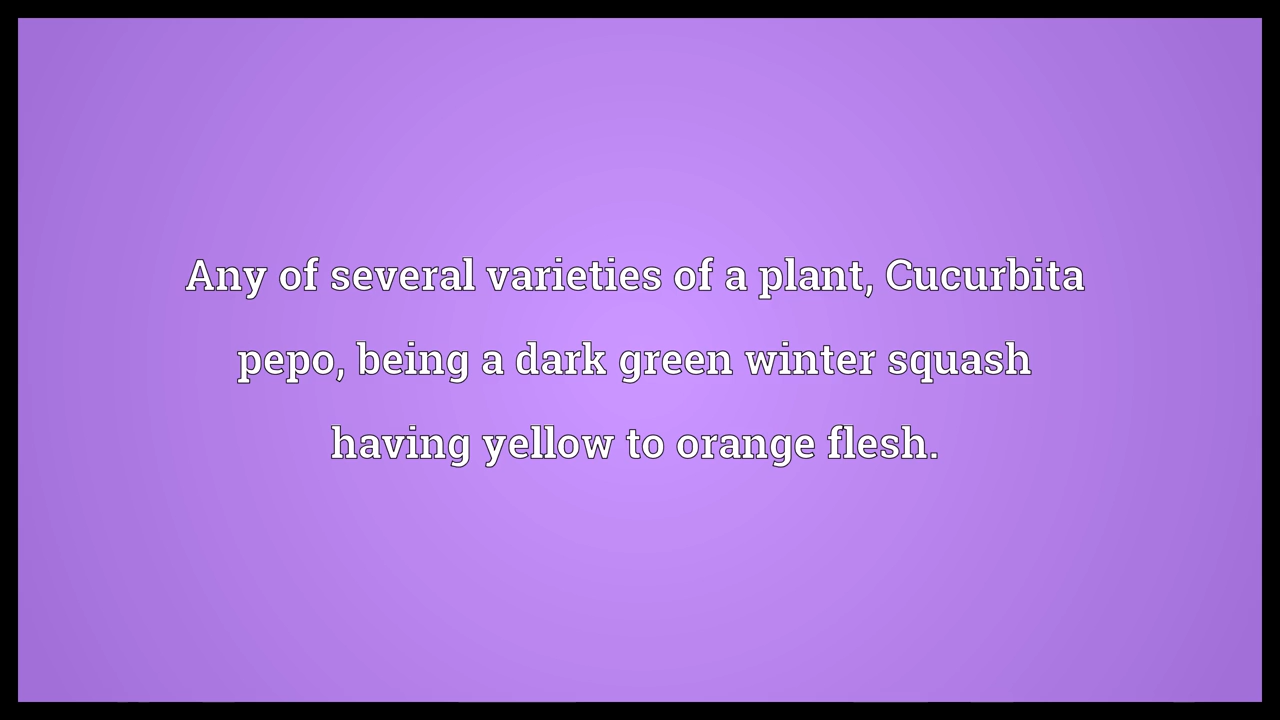 Any of several varieties of a plant, Cucurbita
pepo, being a dark green winter squash
having yellow to orange flesh.